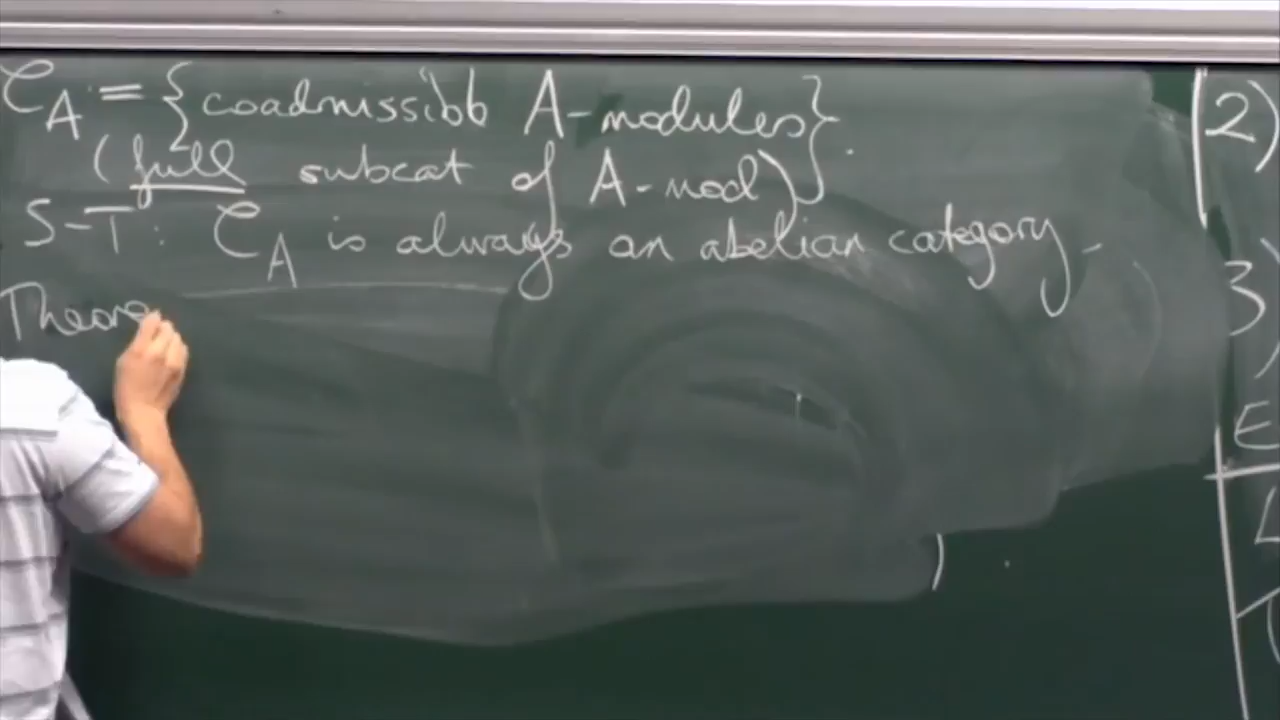 C_A := {coadmissible A-modules}.
(full subcat of A-mod)
S-T: C_A is always an abelian category.
Theore
2)
3)
E